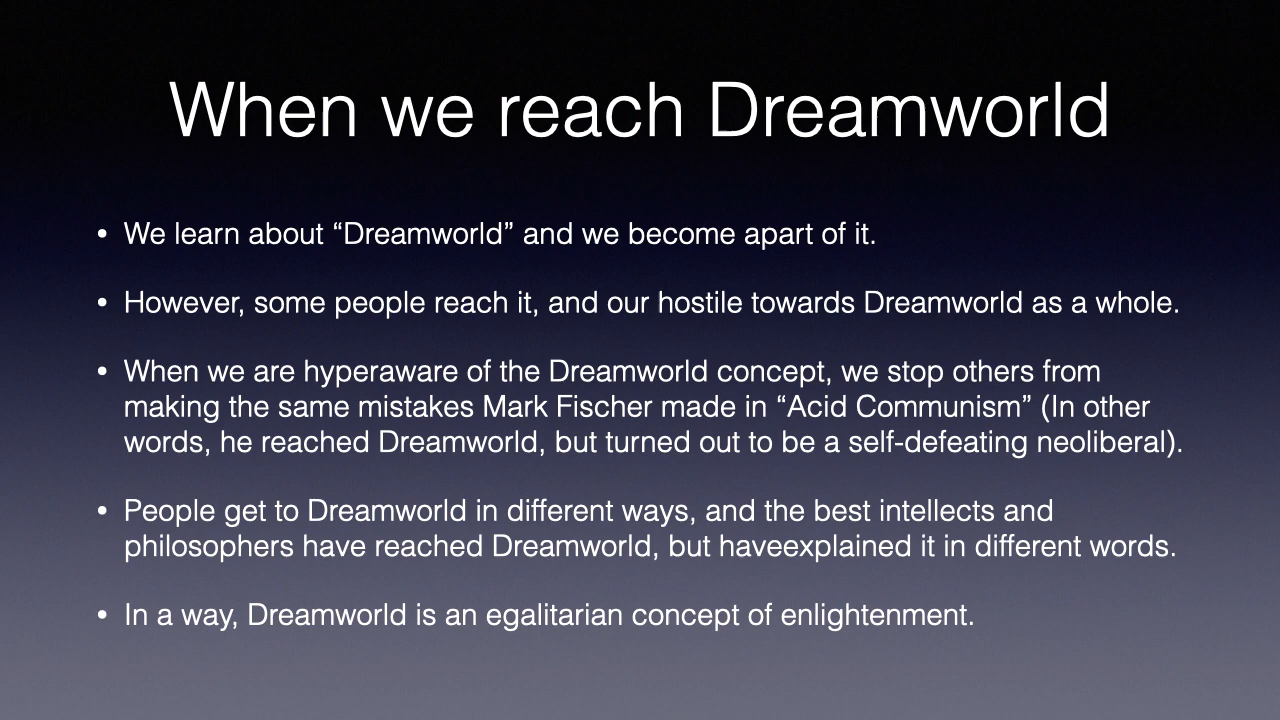 When we reach Dreamworld
• We learn about “Dreamworld” and we become apart of it.
• However, some people reach it, and our hostile towards Dreamworld as a whole.
• When we are hyperaware of the Dreamworld concept, we stop others from
making the same mistakes Mark Fischer made in “Acid Communism” (In other
words, he reached Dreamworld, but turned out to be a self-defeating neoliberal).
• People get to Dreamworld in different ways, and the best intellects and
philosophers have reached Dreamworld, but haveexplained it in different words.
• In a way, Dreamworld is an egalitarian concept of enlightenment.